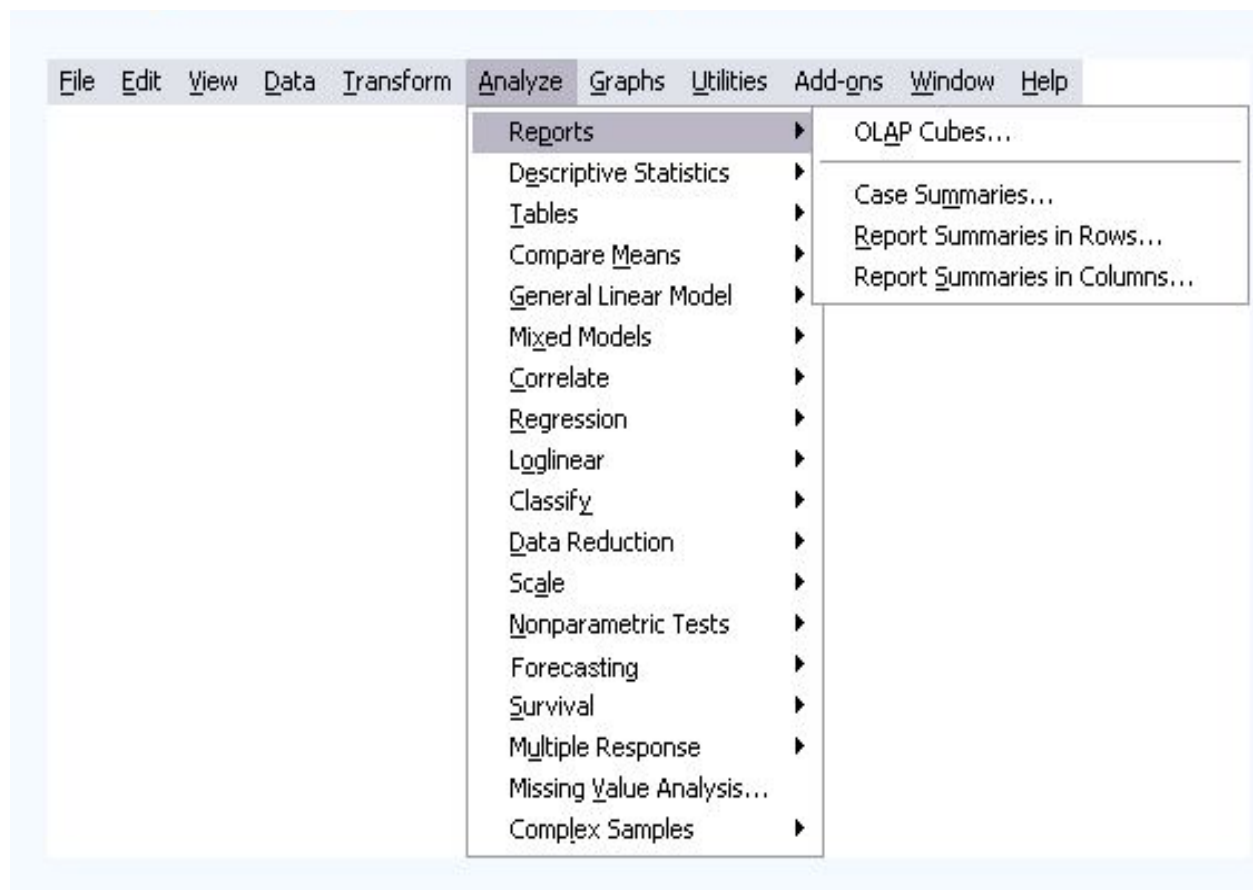 File Edit View Data Transform Analyze Graphs Utilities Add-ons Window Help
Reports
Descriptive Statistics
Tables
Compare Means
General Linear Model
Mixed Models
Correlate
Regression
Loglinear
Classify
Data Reduction
Scale
Nonparametric Tests
Forecasting
Survival
Multiple Response
Missing Value Analysis...
Complex Samples
OLAP Cubes...
Case Summaries...
Report Summaries in Rows...
Report Summaries in Columns...